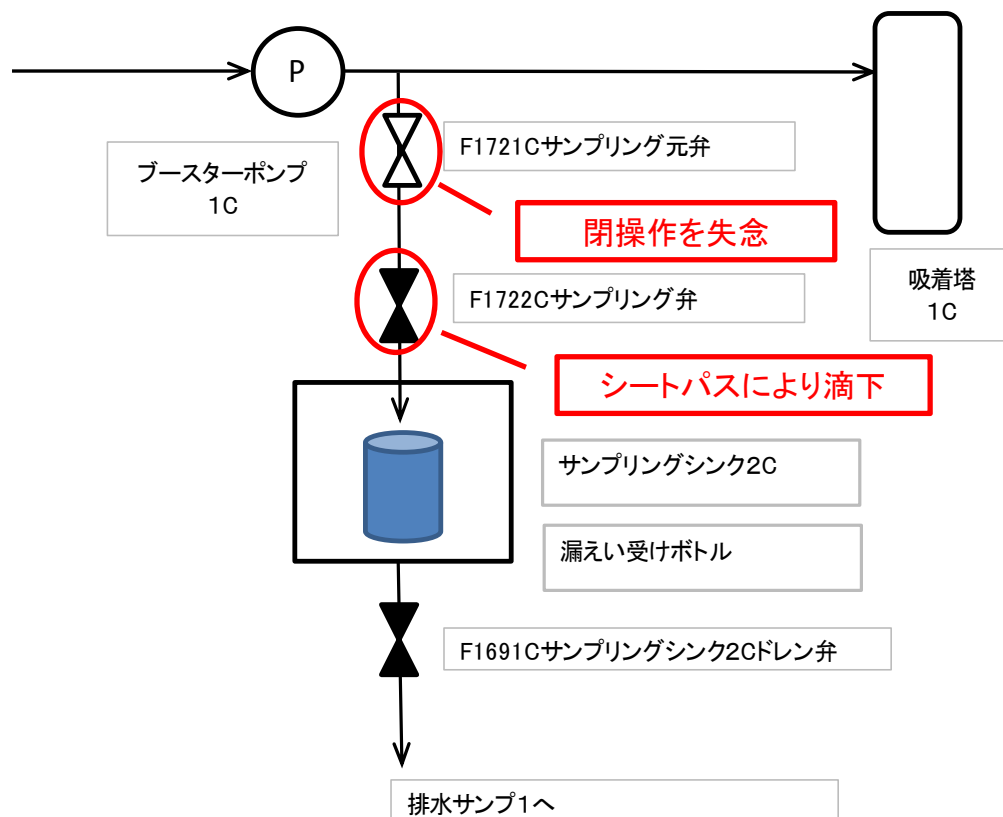 P
F1721Cサンプリング元弁
ブースターポンプ
1C
閉操作を失念
吸着塔
1C
F1722Cサンプリング弁
シートパスにより滴下
サンプリングシンク2C
漏えい受けボトル
F1691Cサンプリングシンク2Cドレン弁
排水サンプ1へ